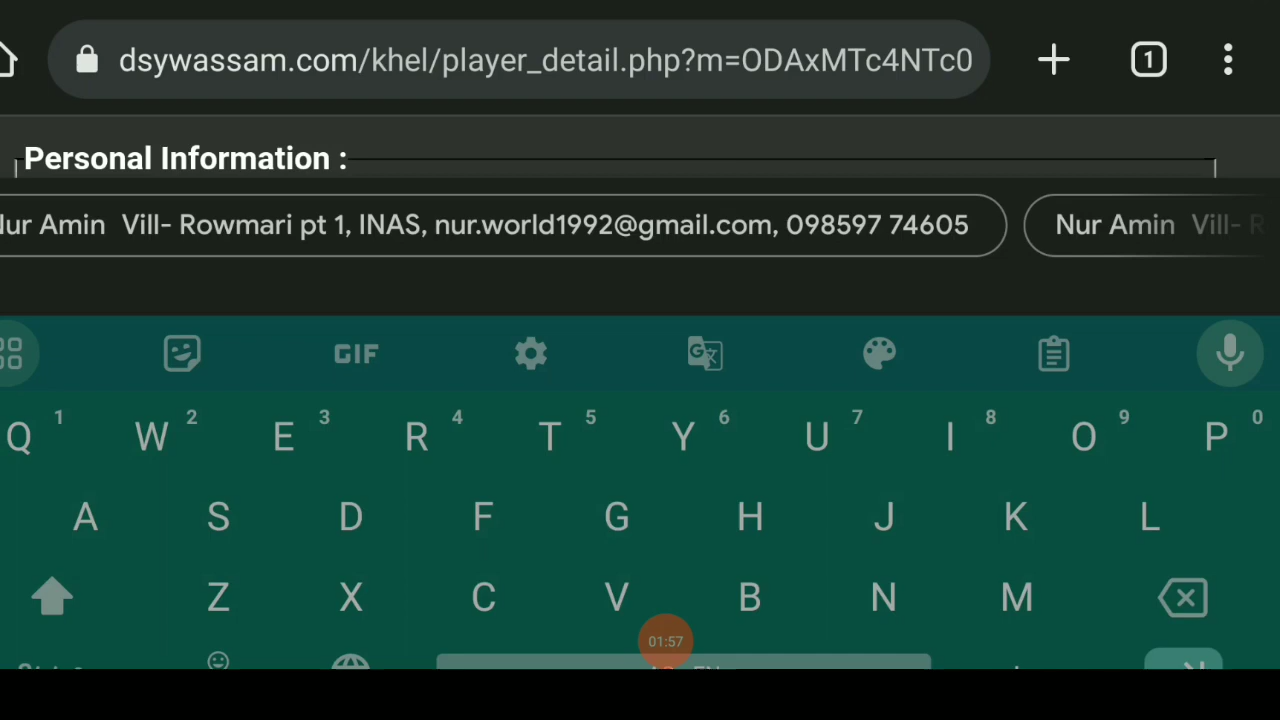 dsywassam.com/khel/player_detail.php?m=ODAxMTc4NTc0
1
Personal Information :
Nur Amin Vill- Rowmari pt 1, INAS, nur.world1992@gmail.com, 098597 74605
Nur Amin Vill- R
GIF
Q 1 W 2 E 3 R 4 T 5 Y 6 U 7 I 8 O 9 P 0
A S D F G H J K L
Z X C V B N M
01:57